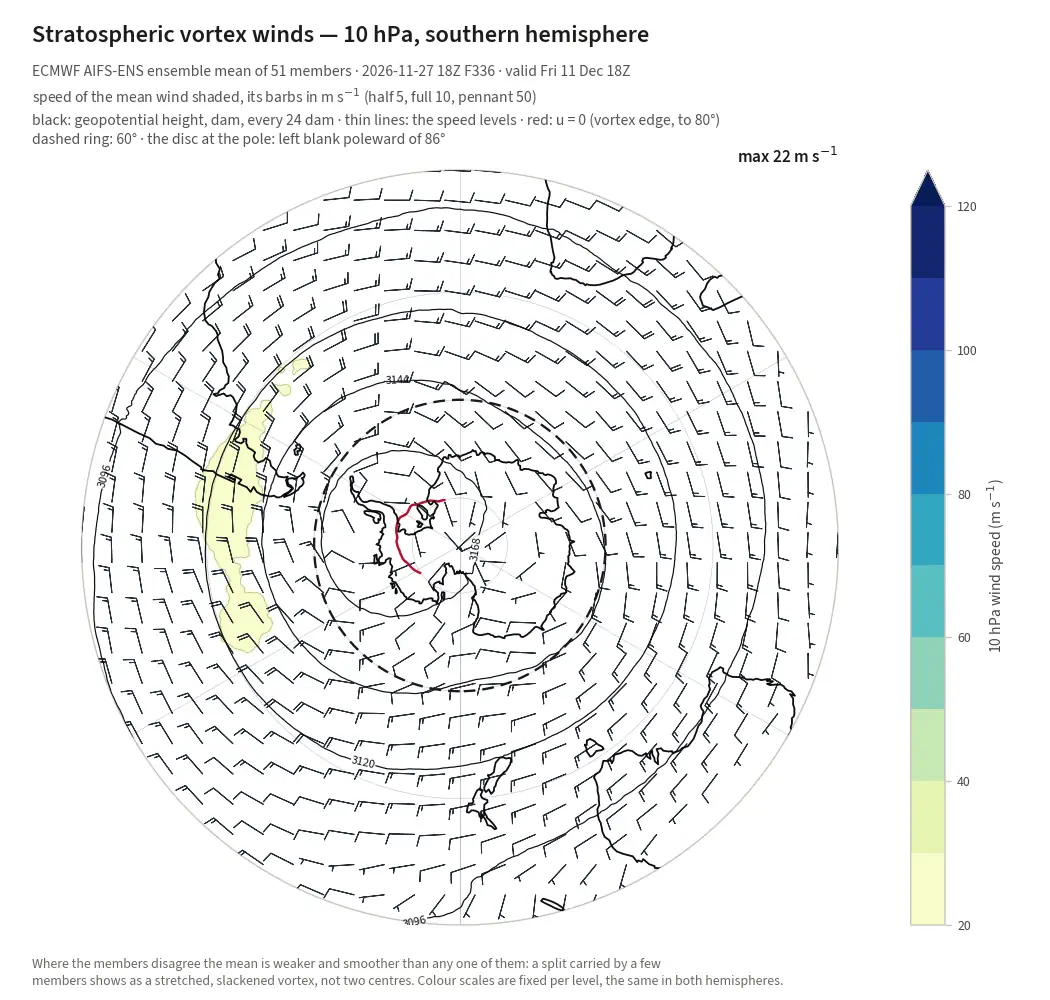 Stratospheric vortex winds — 10 hPa, southern hemisphere
ECMWF AIFS-ENS ensemble mean of 51 members · 2026-11-27 18Z F336 · valid Fri 11 Dec 18Z
speed of the mean wind shaded, its barbs in m s⁻¹ (half 5, full 10, pennant 50)
black: geopotential height, dam, every 24 dam · thin lines: the speed levels · red: u = 0 (vortex edge, to 80°)
dashed ring: 60° · the disc at the pole: left blank poleward of 86°
max 22 m s⁻¹
120
100
80
60
40
20
10 hPa wind speed (m s⁻¹)
3144
3096
3168
3120
3096
Where the members disagree the mean is weaker and smoother than any one of them: a split carried by a few
members shows as a stretched, slackened vortex, not two centres. Colour scales are fixed per level, the same in both hemispheres.